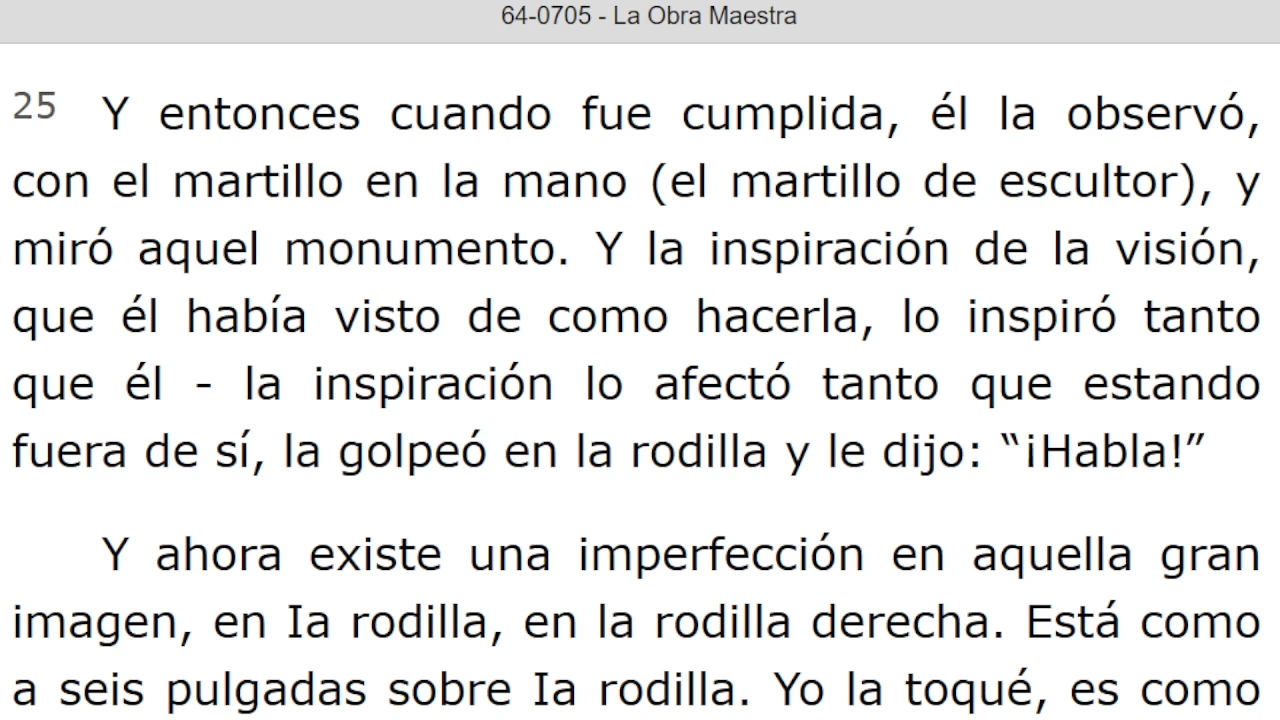 64-0705 - La Obra Maestra
25 Y entonces cuando fue cumplida, él la observó,
con el martillo en la mano (el martillo de escultor), y
miró aquel monumento. Y la inspiración de la visión,
que él había visto de como hacerla, lo inspiró tanto
que él - la inspiración lo afectó tanto que estando
fuera de sí, la golpeó en la rodilla y le dijo: “¡Habla!”
Y ahora existe una imperfección en aquella gran
imagen, en Ia rodilla, en la rodilla derecha. Está como
a seis pulgadas sobre Ia rodilla. Yo la toqué, es como